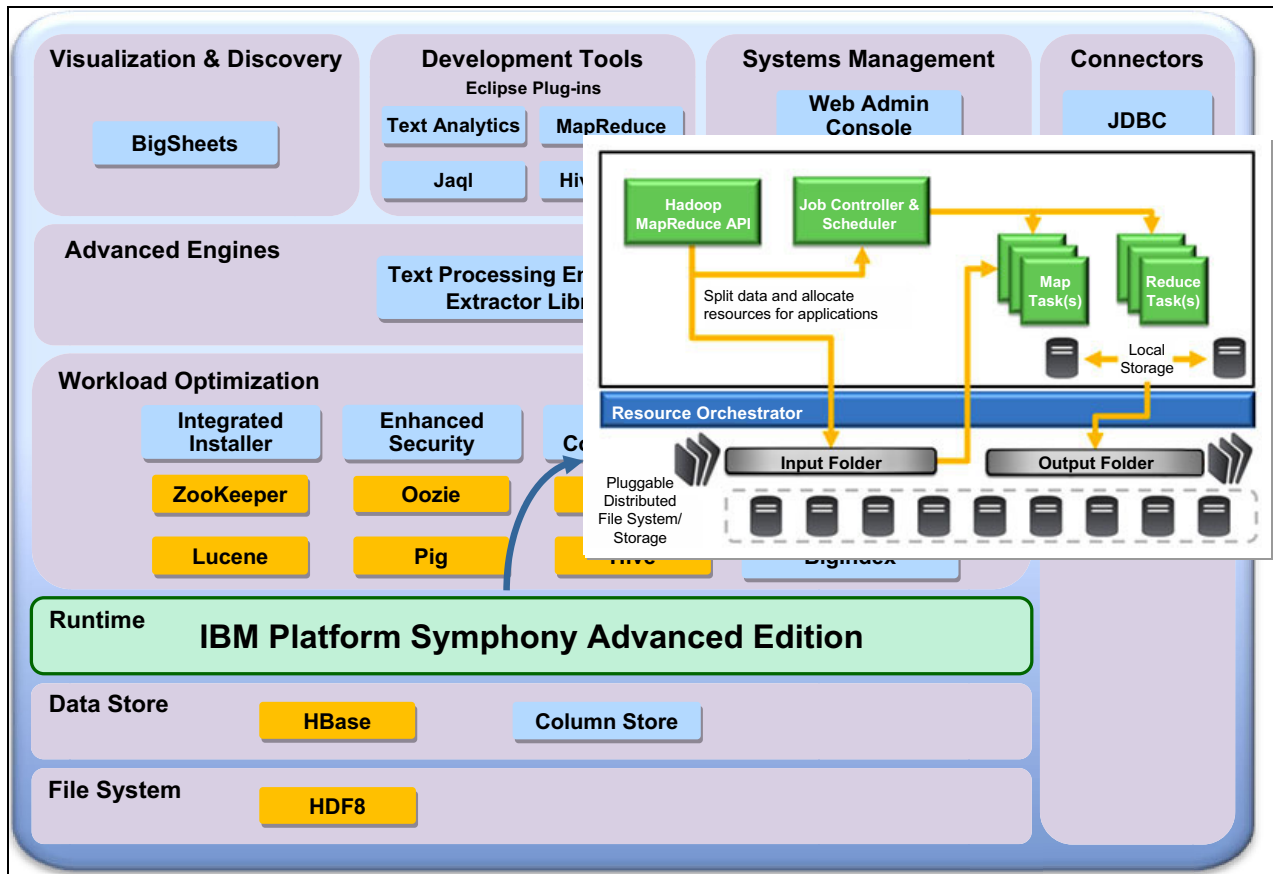 Visualization & Discovery
BigSheets
Development Tools
Eclipse Plug-ins
Text Analytics
MapReduce
Jaql
Systems Management
Web Admin
Console
Connectors
JDBC
Advanced Engines
Text Processing
Extractor
Workload Optimization
Integrated
Installer
Enhanced
Security
ZooKeeper
Oozie
Lucene
Pig
Hive
BigIndex
Hadoop
MapReduce API
Job Controller &
Scheduler
Map
Task(s)
Reduce
Task(s)
Split data and allocate
resources for applications
Local
Storage
Resource Orchestrator
Input Folder
Output Folder
Pluggable
Distributed
File System/
Storage
Runtime
IBM Platform Symphony Advanced Edition
Data Store
HBase
Column Store
File System
HDF8